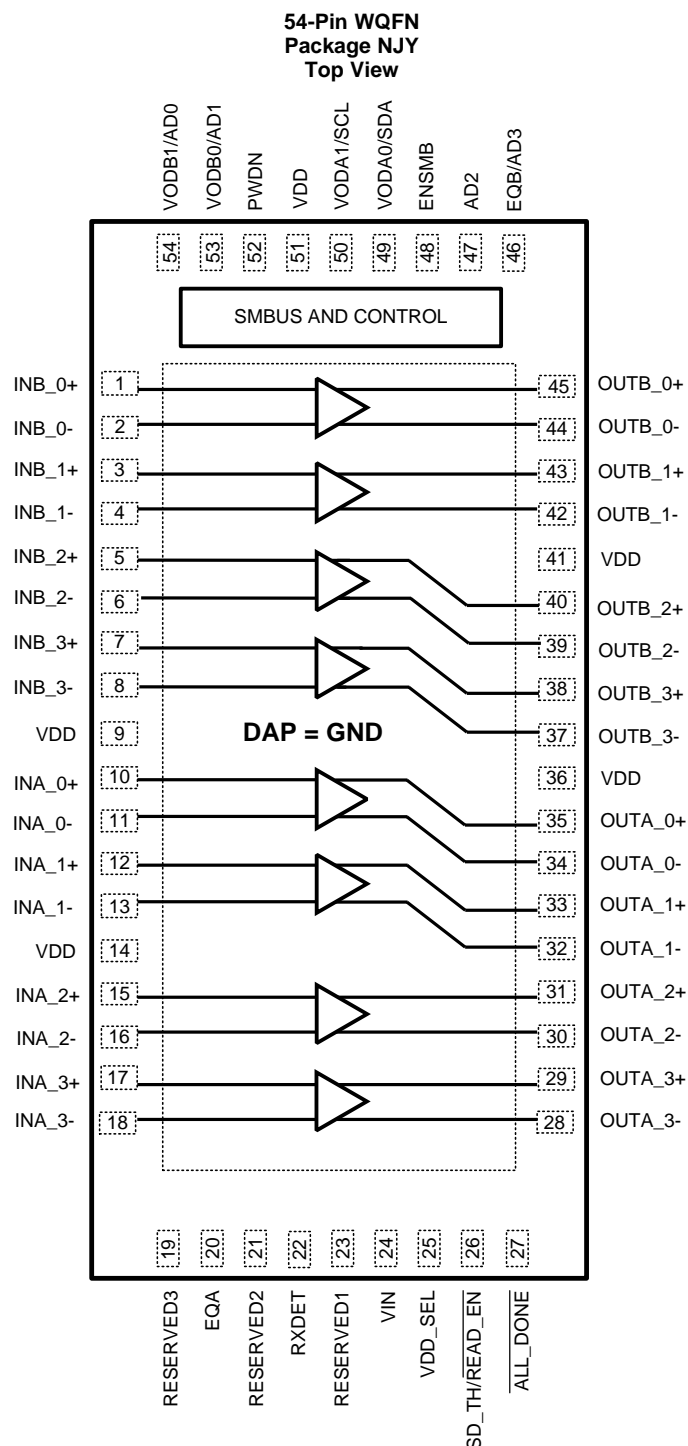 54-Pin WQFN
Package NJY
Top View
VODB1/AD0
VODB0/AD1
PWDN
VDD
VODA1/SCL
VODA0/SDA
ENSMB
AD2
EQB/AD3
54
53
52
51
50
49
48
47
46
SMBUS AND CONTROL
INB_0+ 1 45 OUTB_0+
INB_0- 2 44 OUTB_0-
INB_1+ 3 43 OUTB_1+
INB_1- 4 42 OUTB_1-
INB_2+ 5 41 VDD
INB_2- 6 40 OUTB_2+
INB_3+ 7 39 OUTB_2-
INB_3- 8 38 OUTB_3+
VDD 9 DAP = GND 37 OUTB_3-
INA_0+ 10 36 VDD
INA_0- 11 35 OUTA_0+
INA_1+ 12 34 OUTA_0-
INA_1- 13 33 OUTA_1+
VDD 14 32 OUTA_1-
INA_2+ 15 31 OUTA_2+
INA_2- 16 30 OUTA_2-
INA_3+ 17 29 OUTA_3+
INA_3- 18 28 OUTA_3-
19
20
21
22
23
24
25
26
27
RESERVED3
EQA
RESERVED2
RXDET
RESERVED1
VIN
VDD_SEL
SD_TH/READ_EN
ALL_DONE